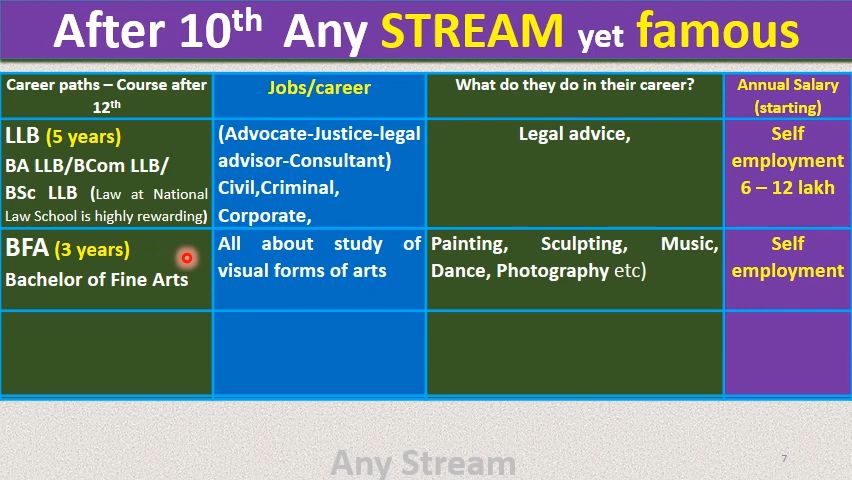 After 10th Any STREAM yet famous
Career paths – Course after
12th
Jobs/career
What do they do in their career?
Annual Salary
(starting)
LLB (5 years)
BA LLB/BCom LLB/
BSc LLB (Law at National
Law School is highly rewarding)
(Advocate-Justice-legal
advisor-Consultant)
Civil,Criminal,
Corporate,
Legal advice,
Self
employment
6 – 12 lakh
BFA (3 years)
Bachelor of Fine Arts
All about study of
visual forms of arts
Painting, Sculpting, Music,
Dance, Photography etc)
Self
employment
Any Stream
7